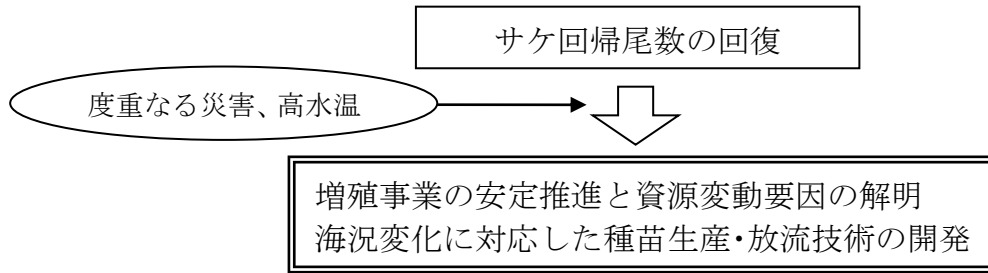 サケ回帰尾数の回復
度重なる災害、高水温
増殖事業の安定推進と資源変動要因の解明
海況変化に対応した種苗生産・放流技術の開発